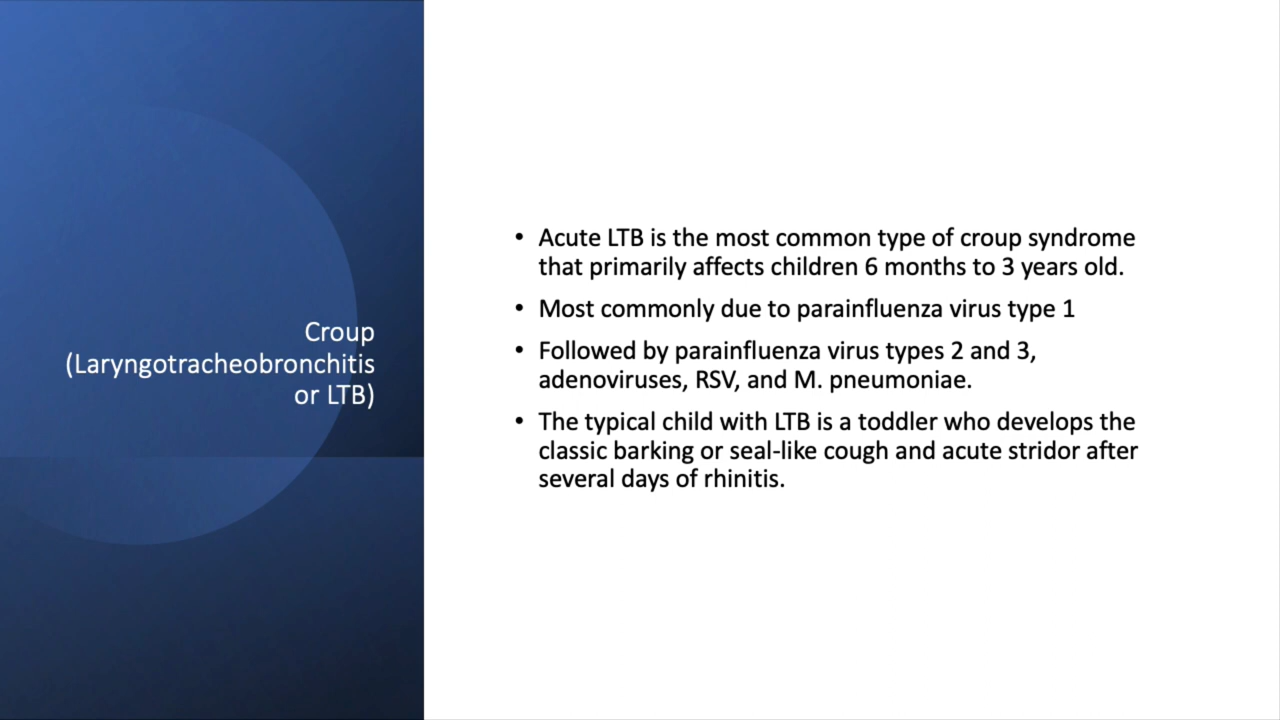 Croup
(Laryngotracheobronchitis
or LTB)
• Acute LTB is the most common type of croup syndrome
that primarily affects children 6 months to 3 years old.
• Most commonly due to parainfluenza virus type 1
• Followed by parainfluenza virus types 2 and 3,
adenoviruses, RSV, and M. pneumoniae.
• The typical child with LTB is a toddler who develops the
classic barking or seal-like cough and acute stridor after
several days of rhinitis.